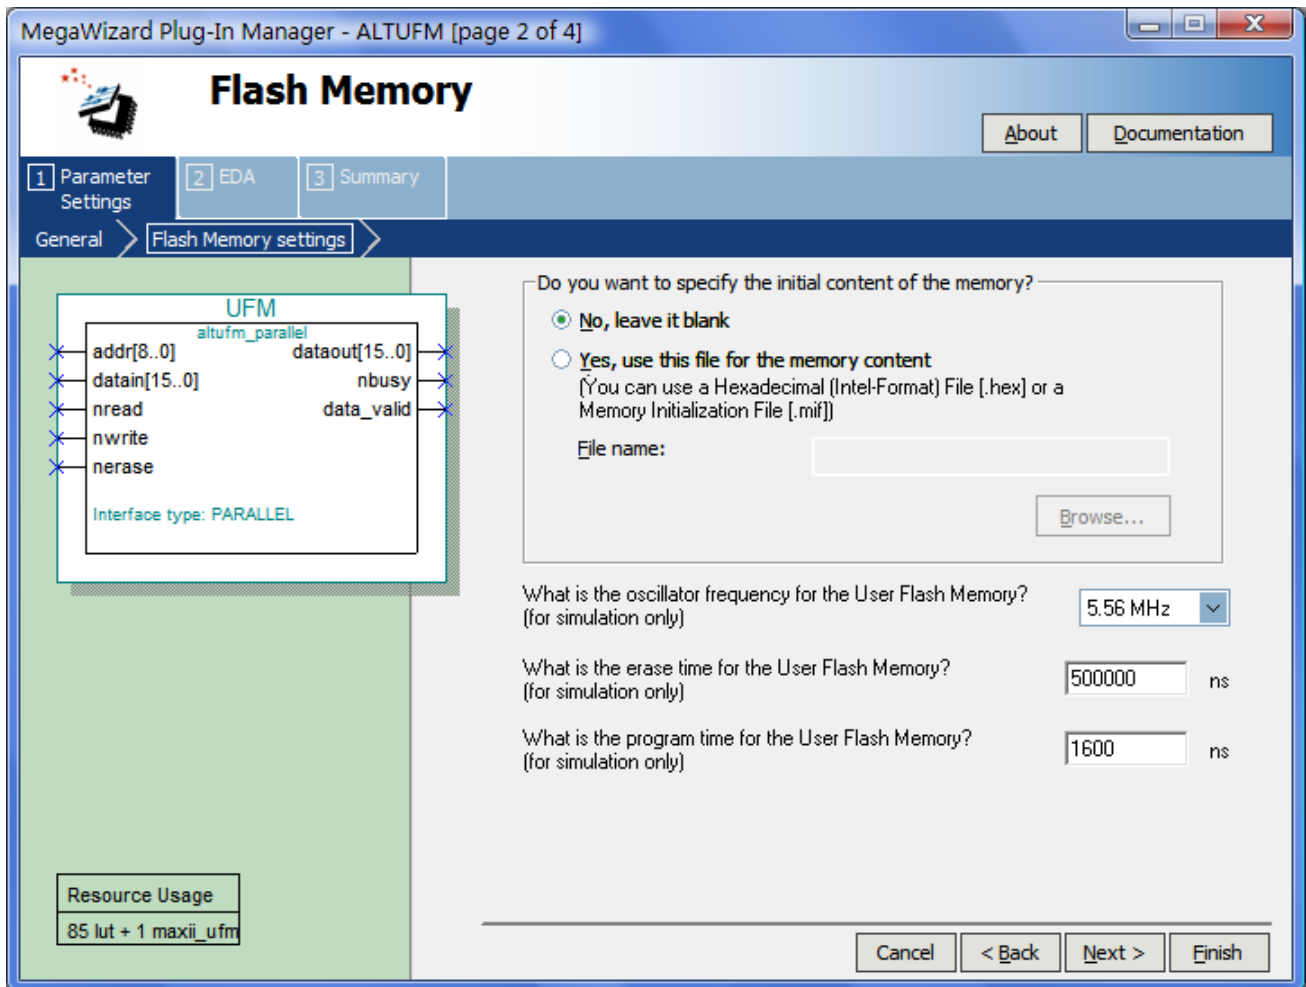 MegaWizard Plug-In Manager - ALTUFM [page 2 of 4]
Flash Memory
About
Documentation
1 Parameter Settings
2 EDA
3 Summary
General
Flash Memory settings
UFM
altufm_parallel
addr[8..0]
dataout[15..0]
datain[15..0]
nbusy
nread
data_valid
nwrite
nerase
Interface type: PARALLEL
Resource Usage
85 lut + 1 maxii_ufm
Do you want to specify the initial content of the memory?
No, leave it blank
Yes, use this file for the memory content
(You can use a Hexadecimal (Intel-Format) File [.hex] or a
Memory Initialization File [.mif])
File name:
Browse...
What is the oscillator frequency for the User Flash Memory?
(for simulation only)
5.56 MHz
What is the erase time for the User Flash Memory?
(for simulation only)
500000 ns
What is the program time for the User Flash Memory?
(for simulation only)
1600 ns
Cancel
< Back
Next >
Finish